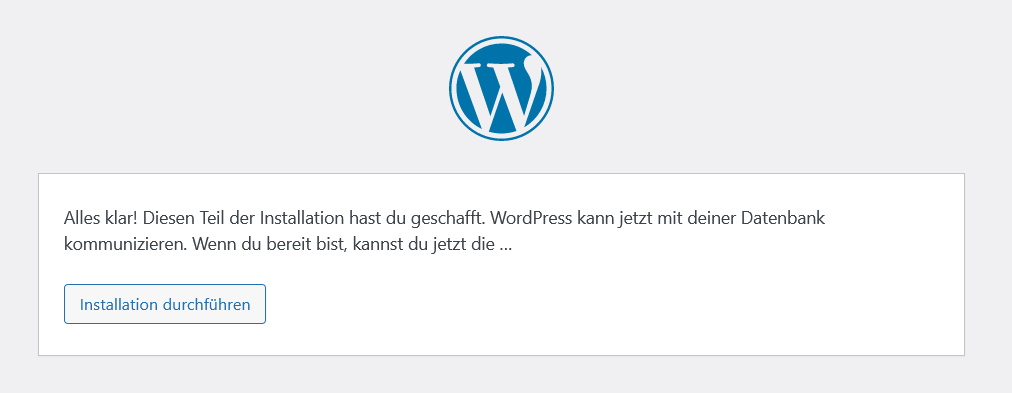 Alles klar! Diesen Teil der Installation hast du geschafft. WordPress kann jetzt mit deiner Datenbank
kommunizieren. Wenn du bereit bist, kannst du jetzt die …
Installation durchführen